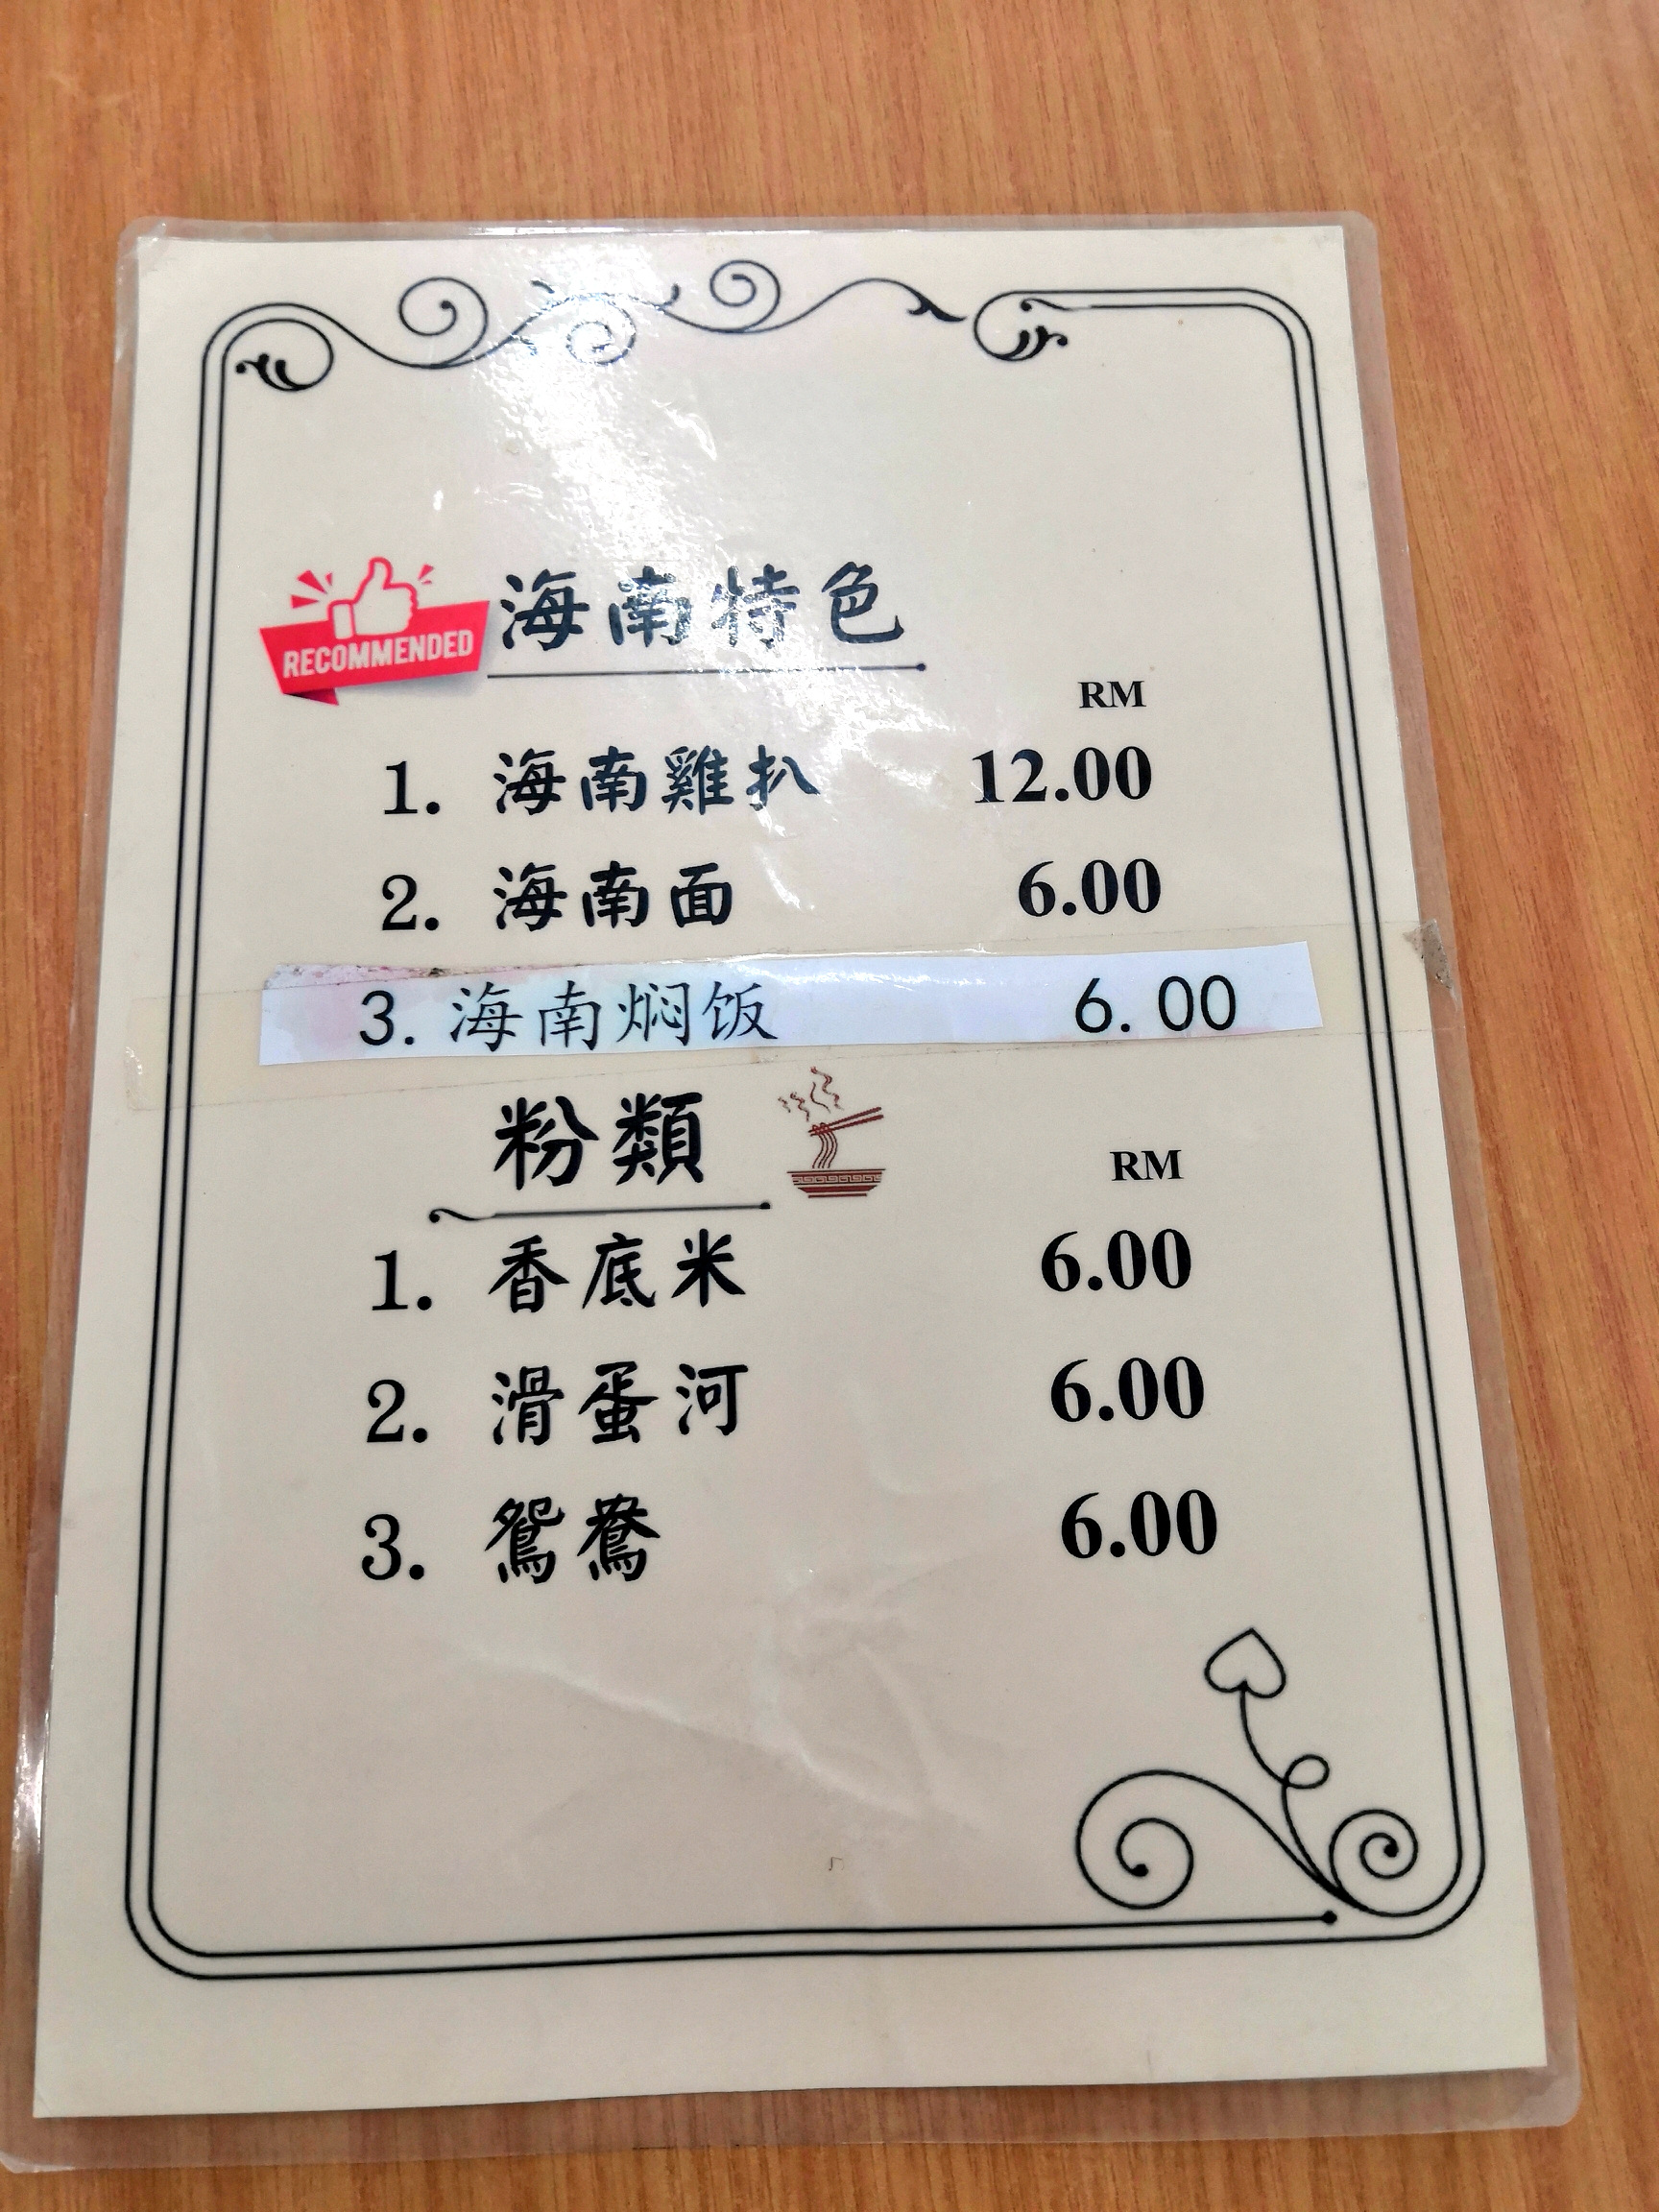 RECOMMENDED 海南特色
RM
1. 海南雞扒 12.00
2. 海南面 6.00
3. 海南焖饭 6.00
粉類
RM
1. 香底米 6.00
2. 滑蛋河 6.00
3. 鴛鴦 6.00